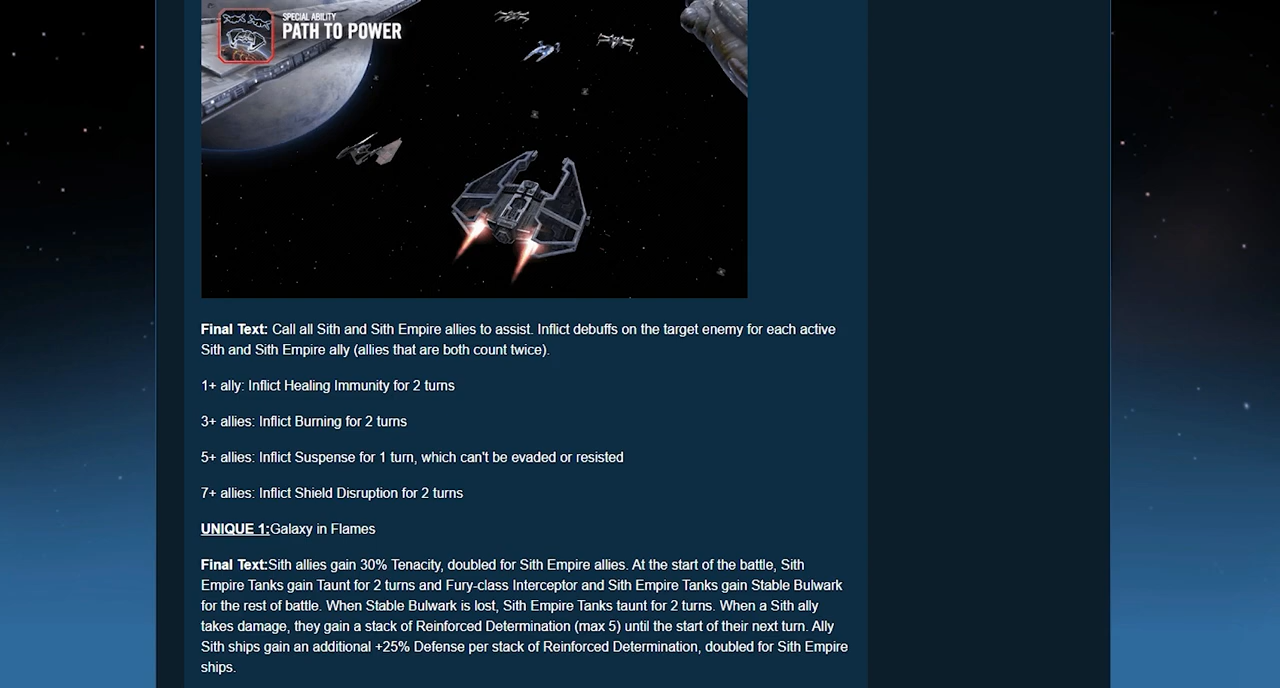 SPECIAL ABILITY
PATH TO POWER
Final Text: Call all Sith and Sith Empire allies to assist. Inflict debuffs on the target enemy for each active
Sith and Sith Empire ally (allies that are both count twice).
1+ ally: Inflict Healing Immunity for 2 turns
3+ allies: Inflict Burning for 2 turns
5+ allies: Inflict Suspense for 1 turn, which can't be evaded or resisted
7+ allies: Inflict Shield Disruption for 2 turns
UNIQUE 1:Galaxy in Flames
Final Text:Sith allies gain 30% Tenacity, doubled for Sith Empire allies. At the start of the battle, Sith
Empire Tanks gain Taunt for 2 turns and Fury-class Interceptor and Sith Empire Tanks gain Stable Bulwark
for the rest of battle. When Stable Bulwark is lost, Sith Empire Tanks taunt for 2 turns. When a Sith ally
takes damage, they gain a stack of Reinforced Determination (max 5) until the start of their next turn. Ally
Sith ships gain an additional +25% Defense per stack of Reinforced Determination, doubled for Sith Empire
ships.